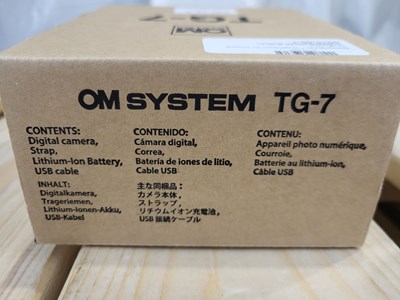 TG-7
OM
OM SYSTEM TG-7
CONTENTS:
Digital camera,
Strap,
Lithium-Ion Battery,
USB cable
CONTENIDO:
Cámara digital,
Correa,
Batería de iones de litio,
Cable USB
CONTENU:
Appareil photo numérique,
Courroie,
Batterie au lithium-ion,
Câble USB
INHALT:
Digitalkamera,
Trageriemen,
Lithium-Ionen-Akku,
USB-Kabel
主な同梱品：
カメラ本体，
ストラップ，
リチウムイオン充電池，
USB 接続ケーブル